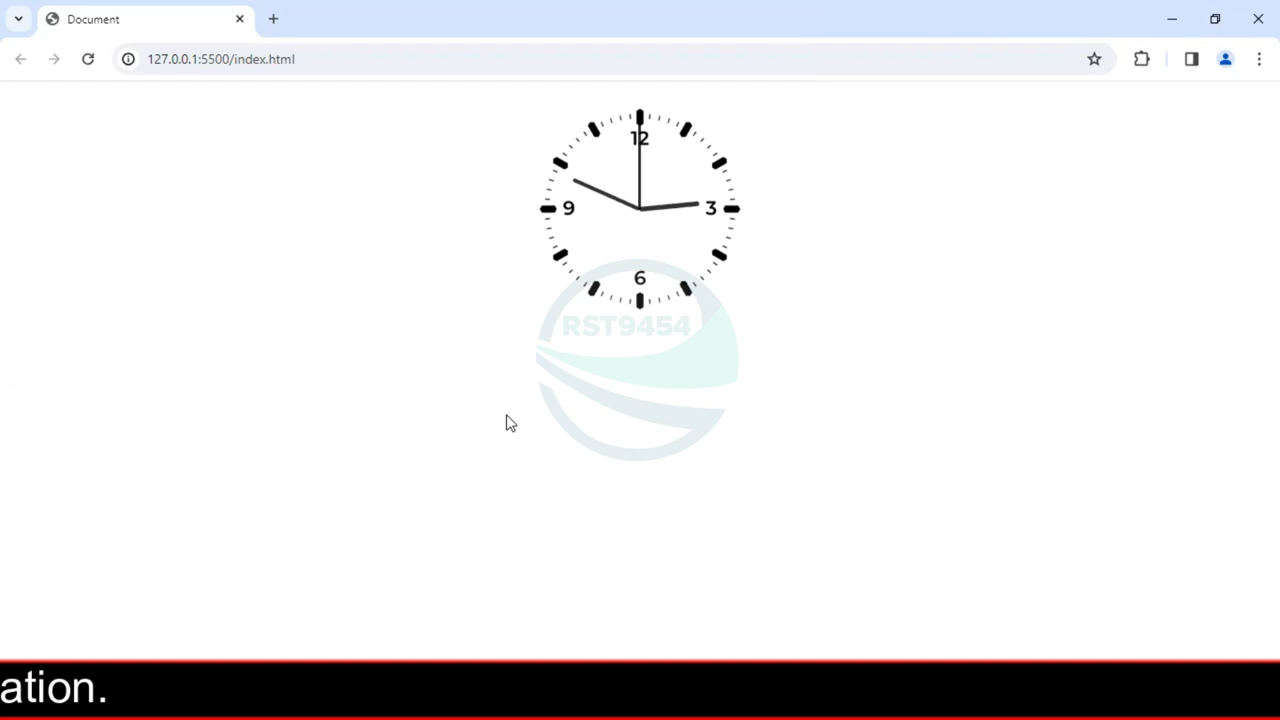 Document
127.0.0.1:5500/index.html
12
9
3
6
RST9454
ation.